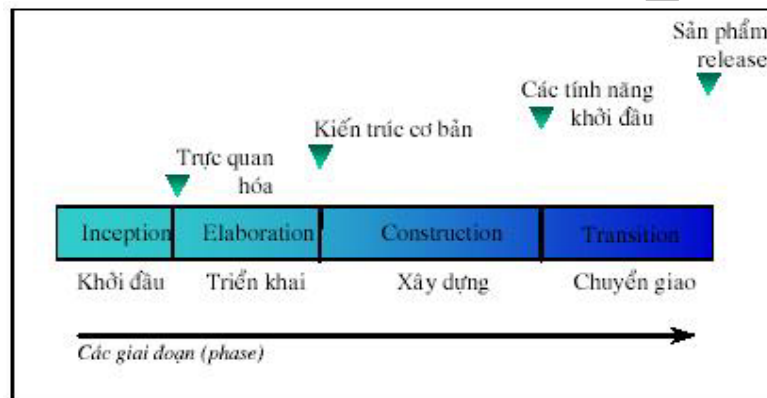 Sản phẩm
release
Các tính năng
khởi đầu
Kiến trúc cơ bản
Trực quan
hóa
Inception Elaboration Construction Transition
Khởi đầu Triển khai Xây dựng Chuyển giao
Các giai đoạn (phase)